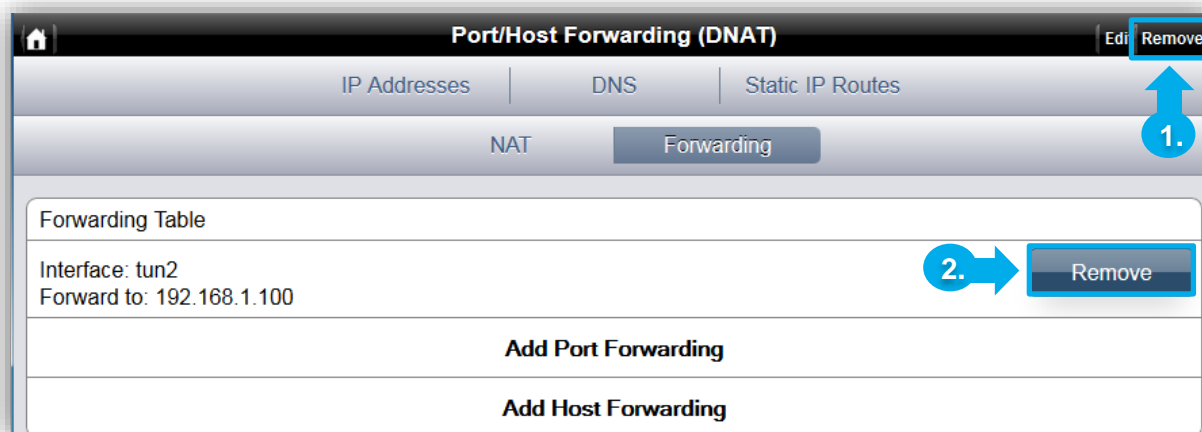 Port/Host Forwarding (DNAT)
Edit Remove
1.
IP Addresses DNS Static IP Routes
NAT Forwarding
Forwarding Table
Interface: tun2
Forward to: 192.168.1.100
2. Remove
Add Port Forwarding
Add Host Forwarding